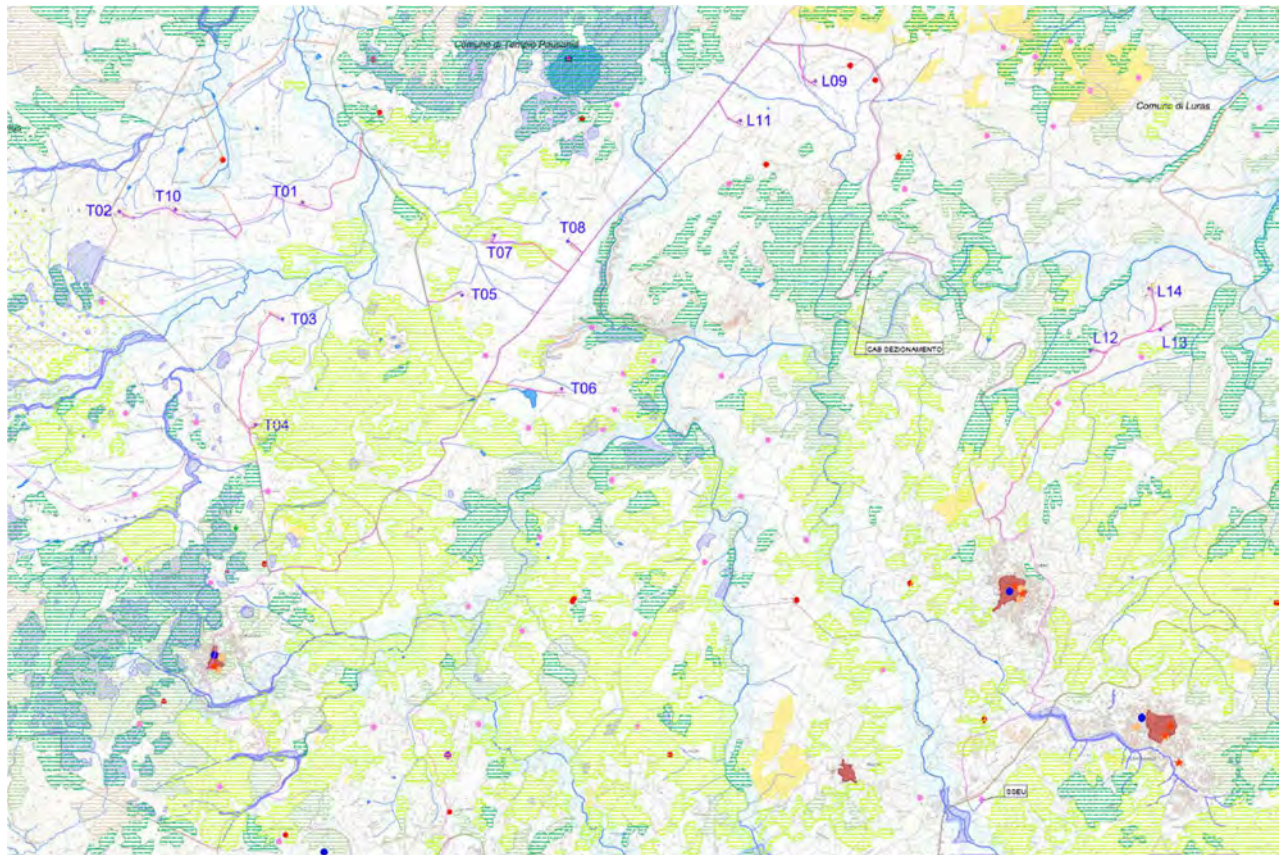 Comune di Tempio Pausania
L09
Comune di Luras
L11
T01
T10
T02
T08
T07
L14
T05
T03
L13
L12
CAB DEZIONAMENTO
T06
T04
SSEU